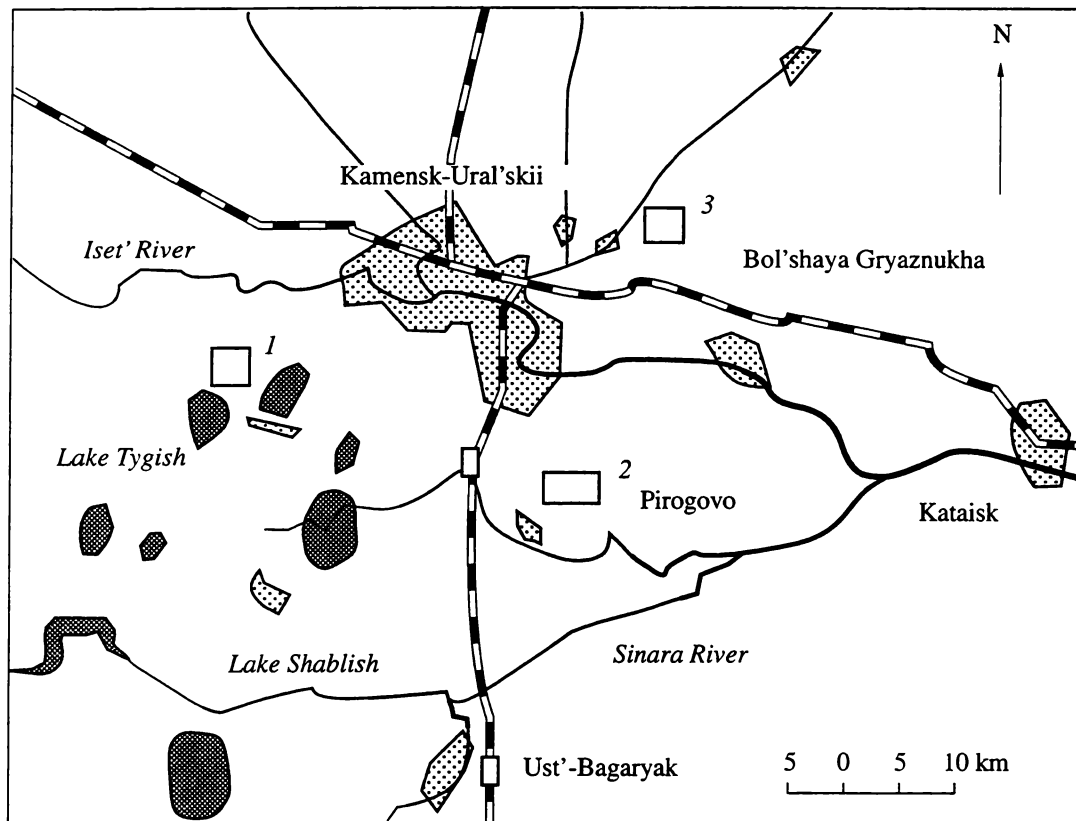 N
Kamensk-Ural'skii
3
Iset' River
Bol'shaya Gryaznukha
1
Lake Tygish
2
Pirogovo
Kataisk
Lake Shablish
Sinara River
Ust'-Bagaryak
5 0 5 10 km